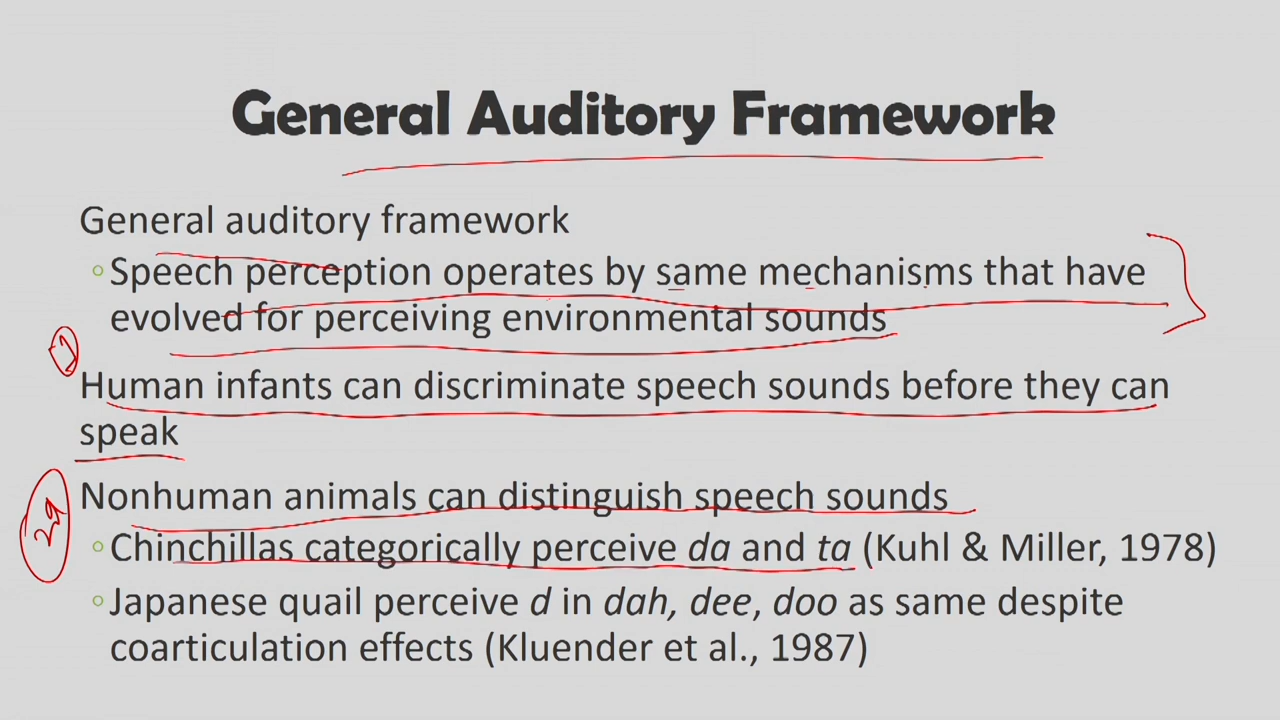 General Auditory Framework
General auditory framework
Speech perception operates by same mechanisms that have
evolved for perceiving environmental sounds
Human infants can discriminate speech sounds before they can
speak
Nonhuman animals can distinguish speech sounds
Chinchillas categorically perceive da and ta (Kuhl & Miller, 1978)
Japanese quail perceive d in dah, dee, doo as same despite
coarticulation effects (Kluender et al., 1987)